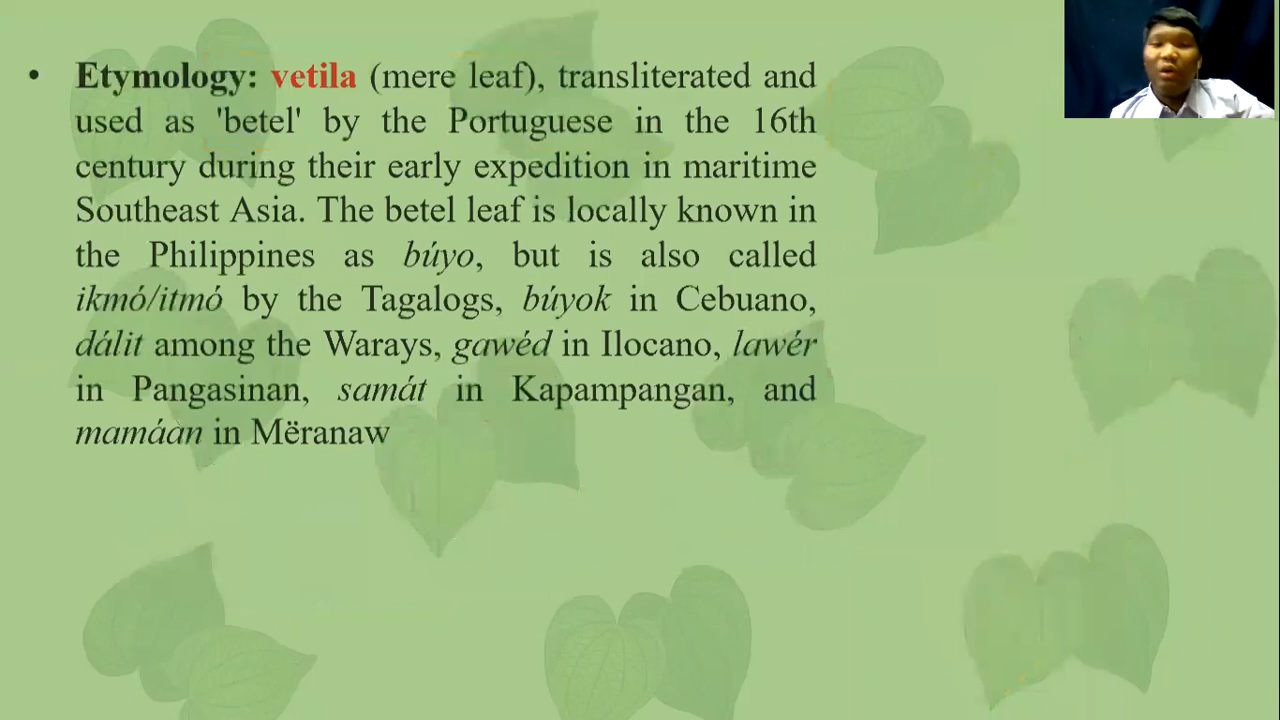 • Etymology: vetila (mere leaf), transliterated and
used as 'betel' by the Portuguese in the 16th
century during their early expedition in maritime
Southeast Asia. The betel leaf is locally known in
the Philippines as búyo, but is also called
ikmó/itmó by the Tagalogs, búyok in Cebuano,
dálit among the Warays, gawéd in Ilocano, lawér
in Pangasinan, samát in Kapampangan, and
mamáan in Mëranaw